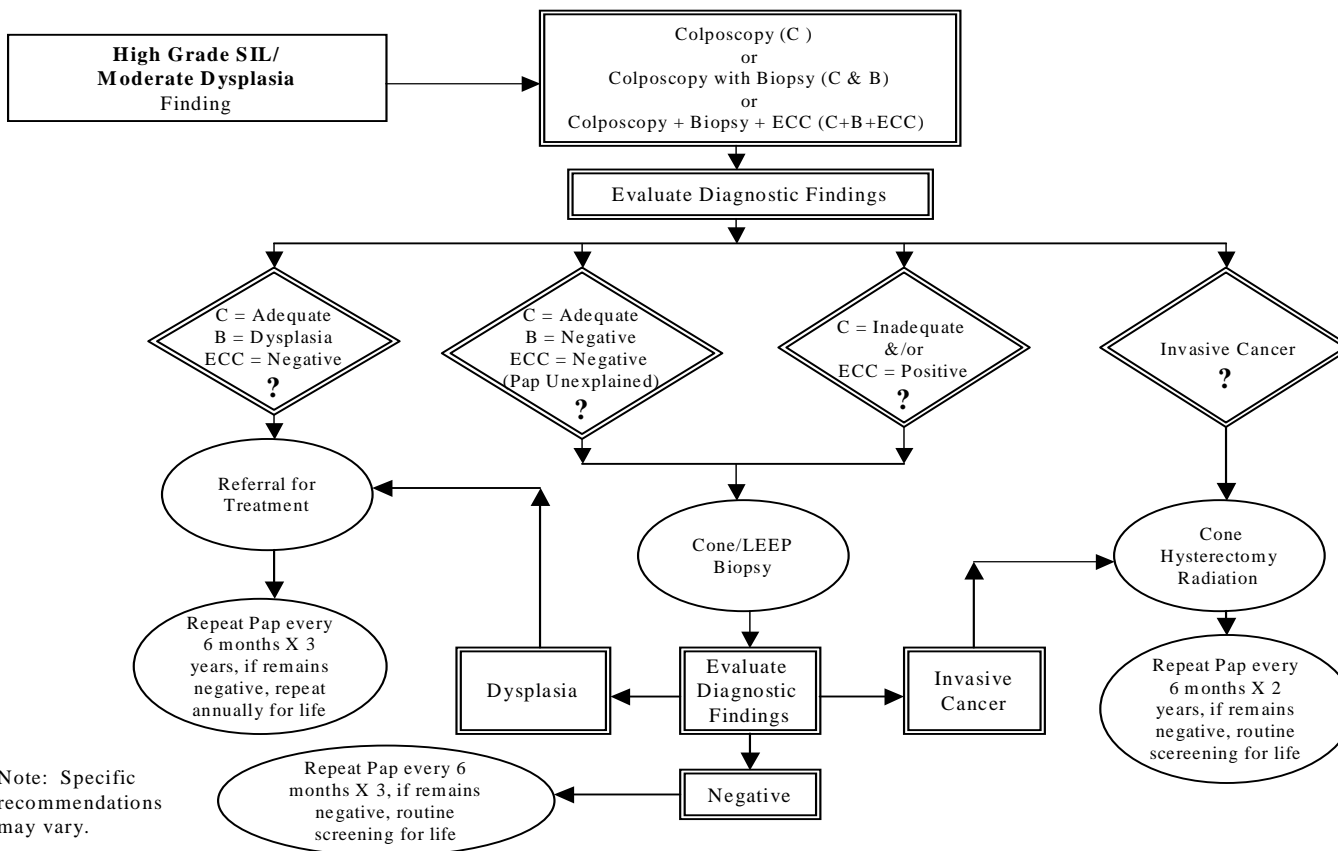 High Grade SIL/
Moderate Dysplasia
Finding
Colposcopy (C )
or
Colposcopy with Biopsy (C & B)
or
Colposcopy + Biopsy + ECC (C+B+ECC)
Evaluate Diagnostic Findings
C = Adequate
B = Dysplasia
ECC = Negative
?
C = Adequate
B = Negative
ECC = Negative
(Pap Unexplained)
?
C = Inadequate
&/or
ECC = Positive
?
Invasive Cancer
?
Referral for
Treatment
Cone/LEEP
Biopsy
Cone
Hysterectomy
Radiation
Repeat Pap every
6 months X 3
years, if remains
negative, repeat
annually for life
Dysplasia
Evaluate
Diagnostic
Findings
Invasive
Cancer
Repeat Pap every
6 months X 2
years, if remains
negative, routine
scereening for life
Note: Specific
recommendations
may vary.
Repeat Pap every 6
months X 3, if remains
negative, routine
screening for life
Negative